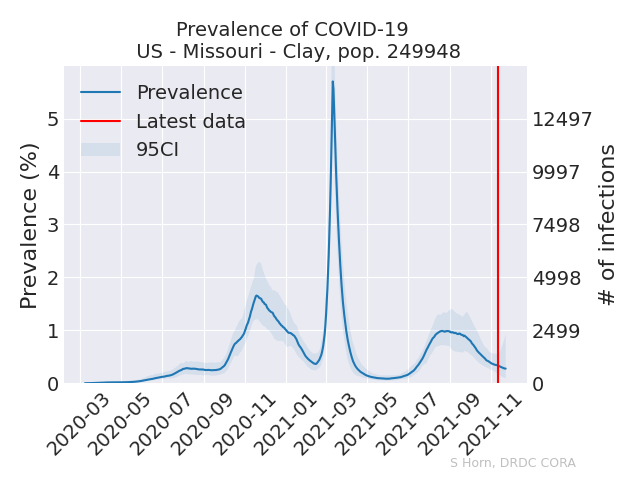 Prevalence of COVID-19
US - Missouri - Clay, pop. 249948
Prevalence
Latest data
95CI
Prevalence (%)
5
4
3
2
1
0
12497
9997
7498
4998
2499
0
# of infections
2020-03
2020-05
2020-07
2020-09
2020-11
2021-01
2021-03
2021-05
2021-07
2021-09
2021-11
S Horn, DRDC CORA